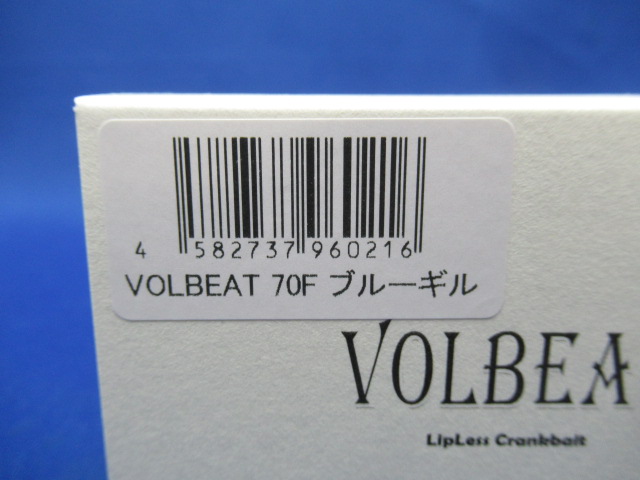 4 582737 960216
VOLBEAT 70F ブルーギル
VOLBEA
LipLess Crankbait